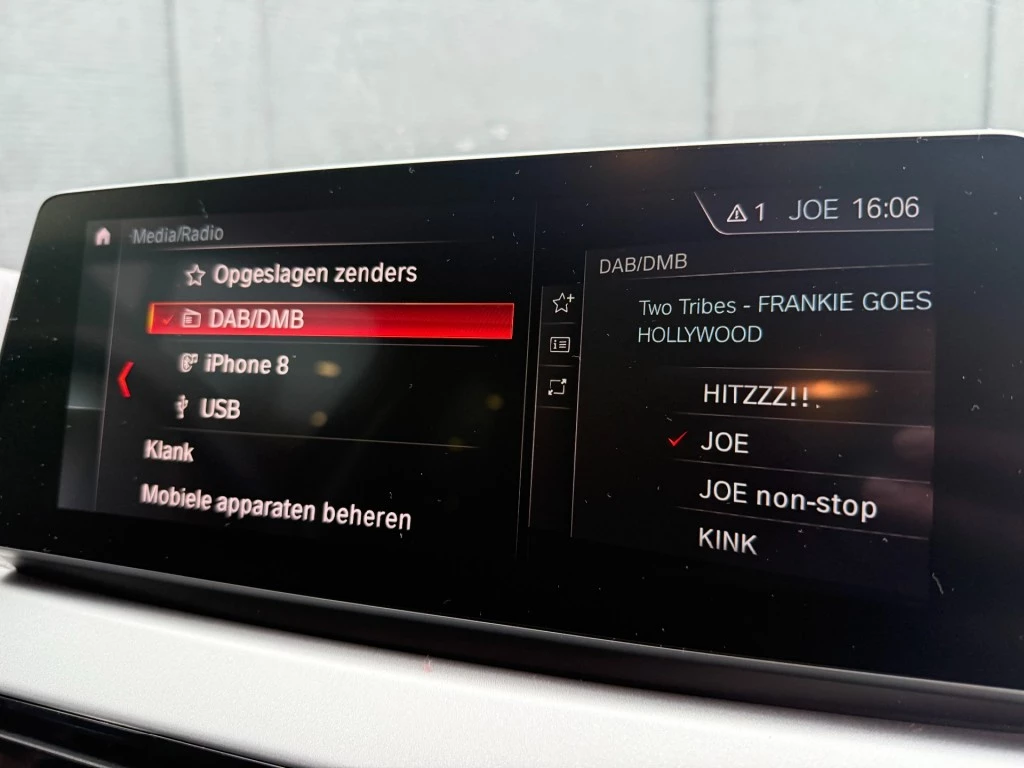 Media/Radio
Opgeslagen zenders
DAB/DMB
iPhone 8
USB
Klank
Mobiele apparaten beheren
1 JOE 16:06
DAB/DMB
Two Tribes - FRANKIE GOES
HOLLYWOOD
HITZZZ!!
JOE
JOE non-stop
KINK